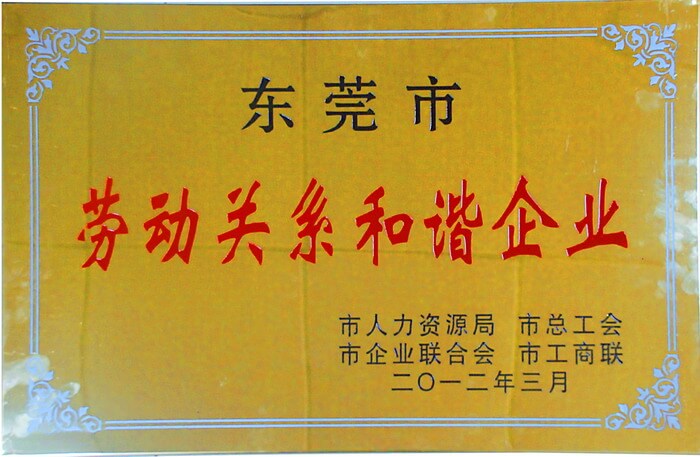 东莞市
劳动关系和谐企业
市人力资源局 市总工会
市企业联合会 市工商联
二〇一二年三月